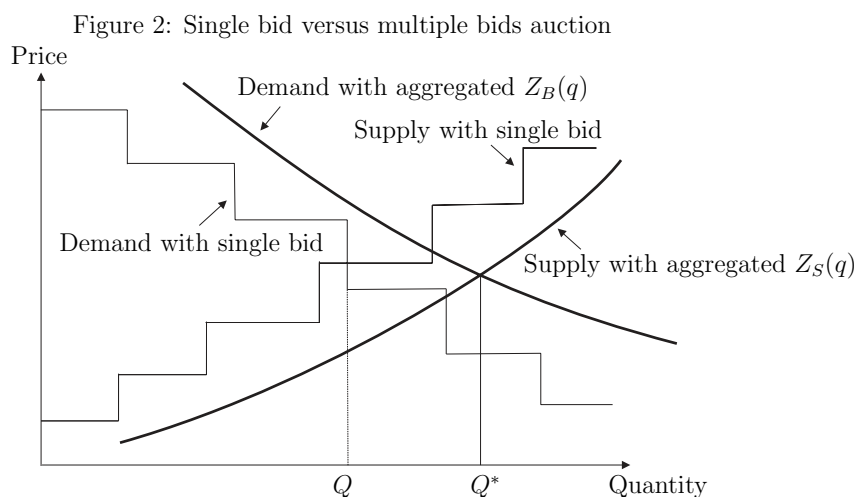 Figure 2: Single bid versus multiple bids auction
Price
Demand with aggregated Z_B(q)
Supply with single bid
Demand with single bid
Supply with aggregated Z_S(q)
Q
Q*
Quantity